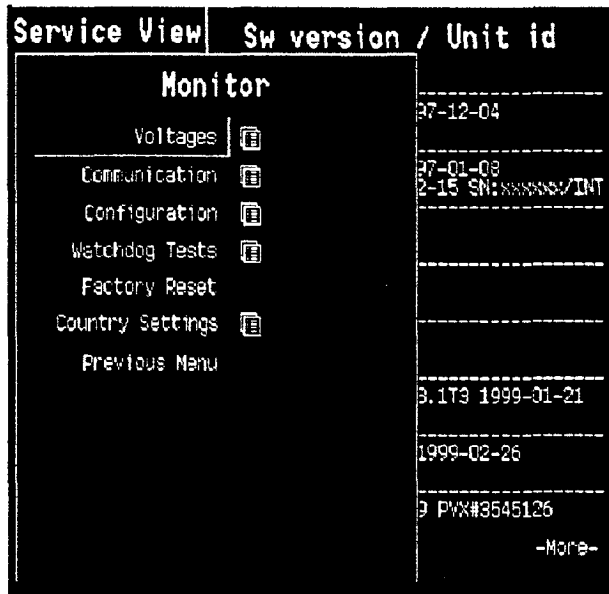 Service View
Sw version / Unit id
Monitor
Voltages
Communication
Configuration
Watchdog Tests
Factory Reset
Country Settings
Previous Menu
97-12-04
97-01-08
2-15 SN:xxxxxx/INT
3.1T3 1999-01-21
1999-02-26
9 PVX#3545126
-More-